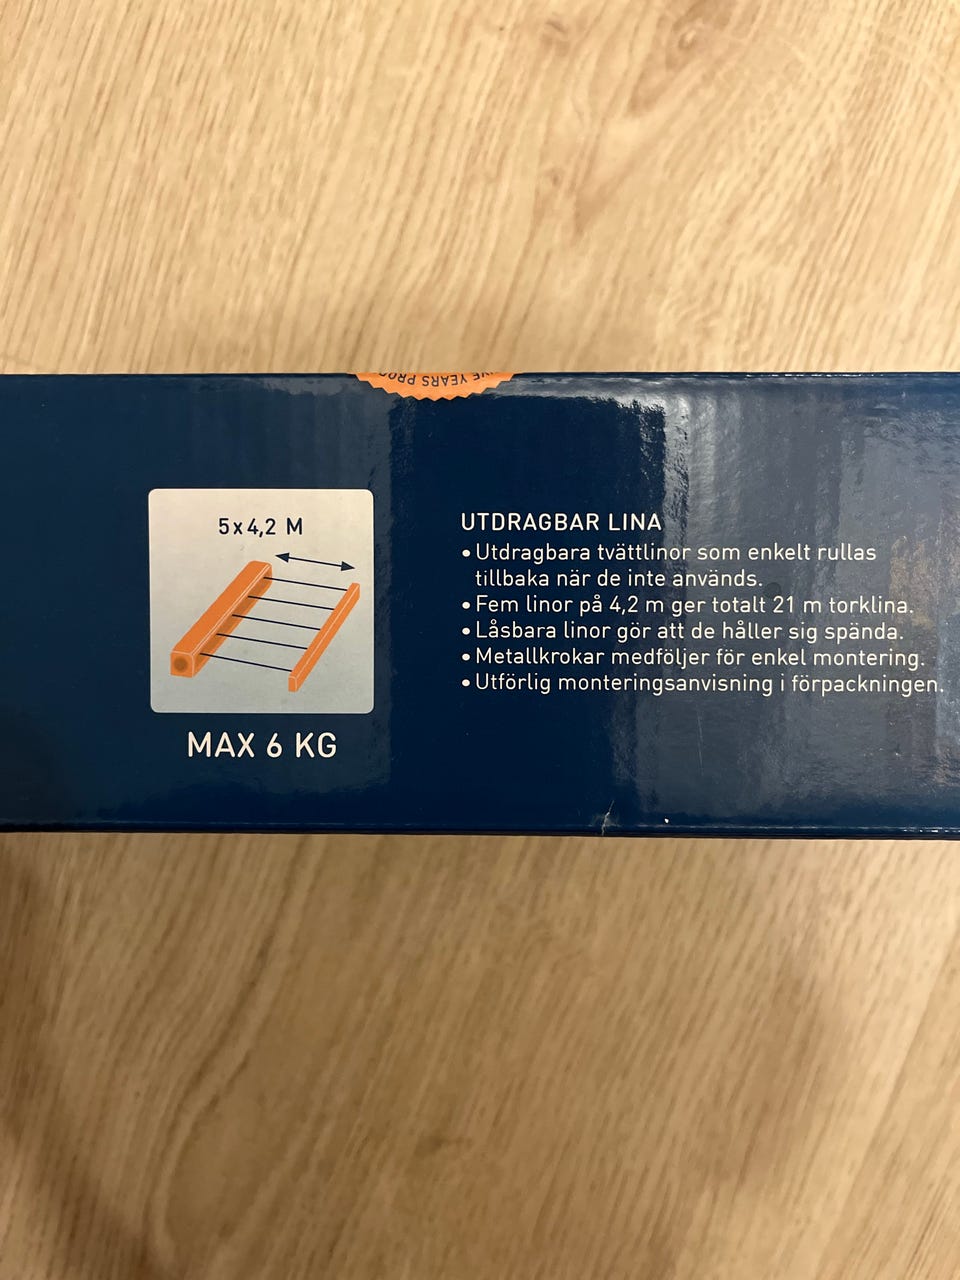 YEARS
5x4,2 M
MAX 6 KG
UTDRAGBAR LINA
• Utdragbara tvättlinor som enkelt rullas
tillbaka när de inte används.
• Fem linor på 4,2 m ger totalt 21 m torklina.
• Låsbara linor gör att de håller sig spända.
• Metallkrokar medföljer för enkel montering.
• Utförlig monteringsanvisning i förpackningen.